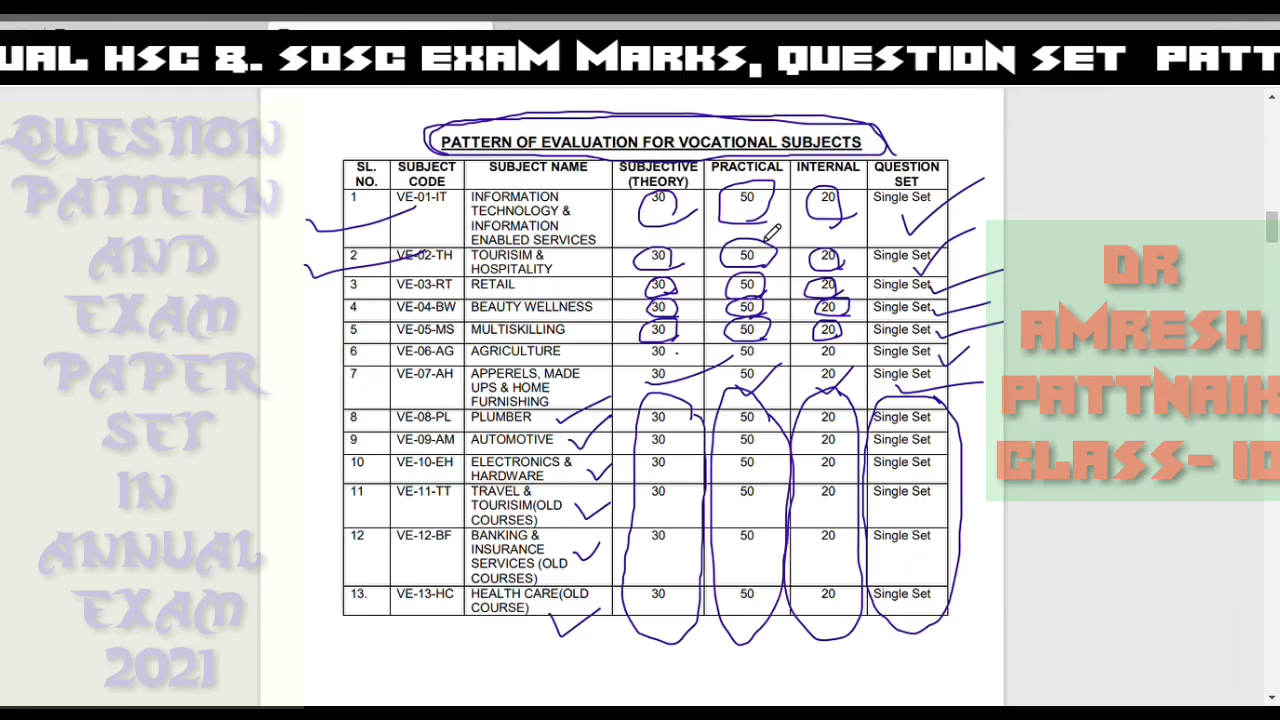 UAL HSC & SOSC EXAM MARKS, QUESTION SET PATT
QUESTION
PATTERN
AND
EXAM
PAPER
SET
IN
ANNUAL
EXAM
2021
PATTERN OF EVALUATION FOR VOCATIONAL SUBJECTS
SL. NO. SUBJECT CODE SUBJECT NAME SUBJECTIVE (THEORY) PRACTICAL INTERNAL QUESTION SET
1 VE-01-IT INFORMATION TECHNOLOGY & INFORMATION ENABLED SERVICES 30 50 20 Single Set
2 VE-02-TH TOURISIM & HOSPITALITY 30 50 20 Single Set
3 VE-03-RT RETAIL 30 50 20 Single Set
4 VE-04-BW BEAUTY WELLNESS 30 50 20 Single Set
5 VE-05-MS MULTISKILLING 30 50 20 Single Set
6 VE-06-AG AGRICULTURE 30 50 20 Single Set
7 VE-07-AH APPERELS, MADE UPS & HOME FURNISHING 30 50 20 Single Set
8 VE-08-PL PLUMBER 30 50 20 Single Set
9 VE-09-AM AUTOMOTIVE 30 50 20 Single Set
10 VE-10-EH ELECTRONICS & HARDWARE 30 50 20 Single Set
11 VE-11-TT TRAVEL & TOURISIM(OLD COURSES) 30 50 20 Single Set
12 VE-12-BF BANKING & INSURANCE SERVICES (OLD COURSES) 30 50 20 Single Set
13. VE-13-HC HEALTH CARE(OLD COURSE) 30 50 20 Single Set
DR
AMRESH
PATTNAIK
CLASS- 10